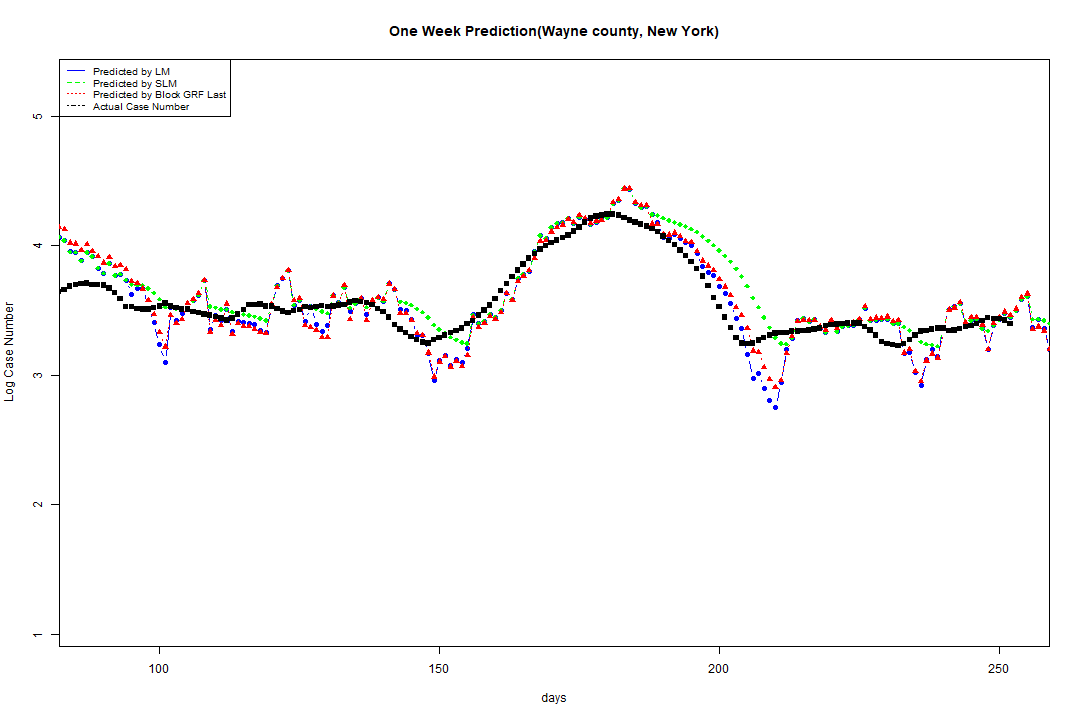 One Week Prediction(Wayne county, New York)
Predicted by LM
Predicted by SLM
Predicted by Block GRF Last
Actual Case Number
5
4
3
2
1
Log Case Number
100 150 200 250
days